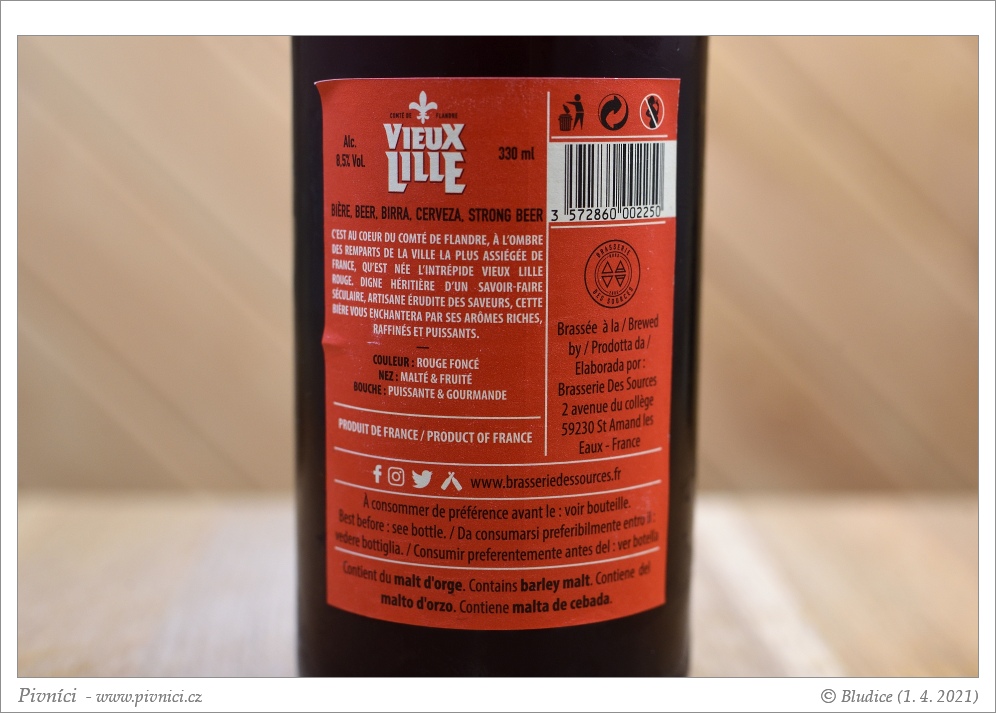 COMTÉ DE FLANDRE
VIEUX
LILLE
Alc.
8.5% Vol.
330 ml
BIÈRE, BEER, BIRRA, CERVEZA, STRONG BEER
C'EST AU COEUR DU COMTÉ DE FLANDRE, À L'OMBRE
DES REMPARTS DE LA VILLE LA PLUS ASSIÉGÉE DE
FRANCE, QU'EST NÉE L'INTRÉPIDE VIEUX LILLE
ROUGE. DIGNE HÉRITIÈRE D'UN SAVOIR-FAIRE
SÉCULAIRE, ARTISANE ÉRUDITE DES SAVEURS, CETTE
BIÈRE VOUS ENCHANTERA PAR SES ARÔMES RICHES,
RAFFINÉS ET PUISSANTS.
COULEUR : ROUGE FONCÉ
NEZ : MALTÉ & FRUITÉ
BOUCHE : PUISSANTE & GOURMANDE
PRODUIT DE FRANCE / PRODUCT OF FRANCE
3 572860 002250
BRASSERIE
DES SOURCES
Brassée à la / Brewed
by / Prodotta da /
Elaborada por :
Brasserie Des Sources
2 avenue du collège
59230 St Amand les
Eaux - France
www.brasseriedessources.fr
À consommer de préférence avant le : voir bouteille.
Best before : see bottle. / Da consumarsi preferibilmente entro il :
vedere bottiglia. / Consumir preferentemente antes del : ver botella
Contient du malt d'orge. Contains barley malt. Contiene del
malto d'orzo. Contiene malta de cebada.
Pivníci - www.pivnici.cz
© Bludice (1. 4. 2021)